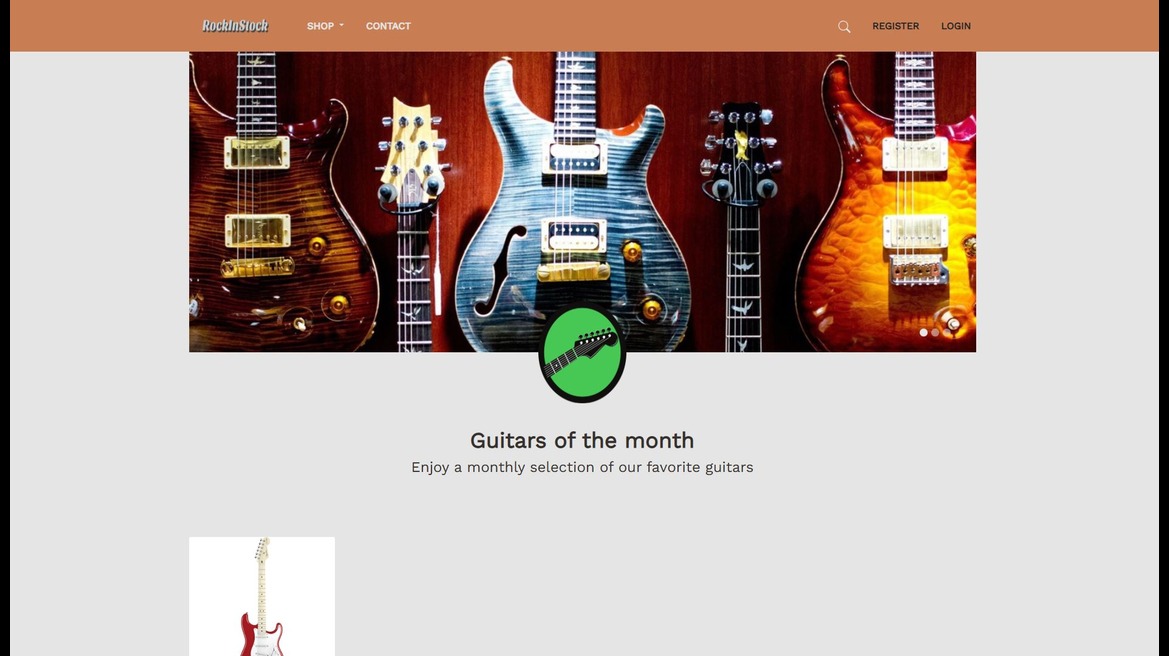 RockInStock
SHOP
CONTACT
REGISTER
LOGIN
Guitars of the month
Enjoy a monthly selection of our favorite guitars